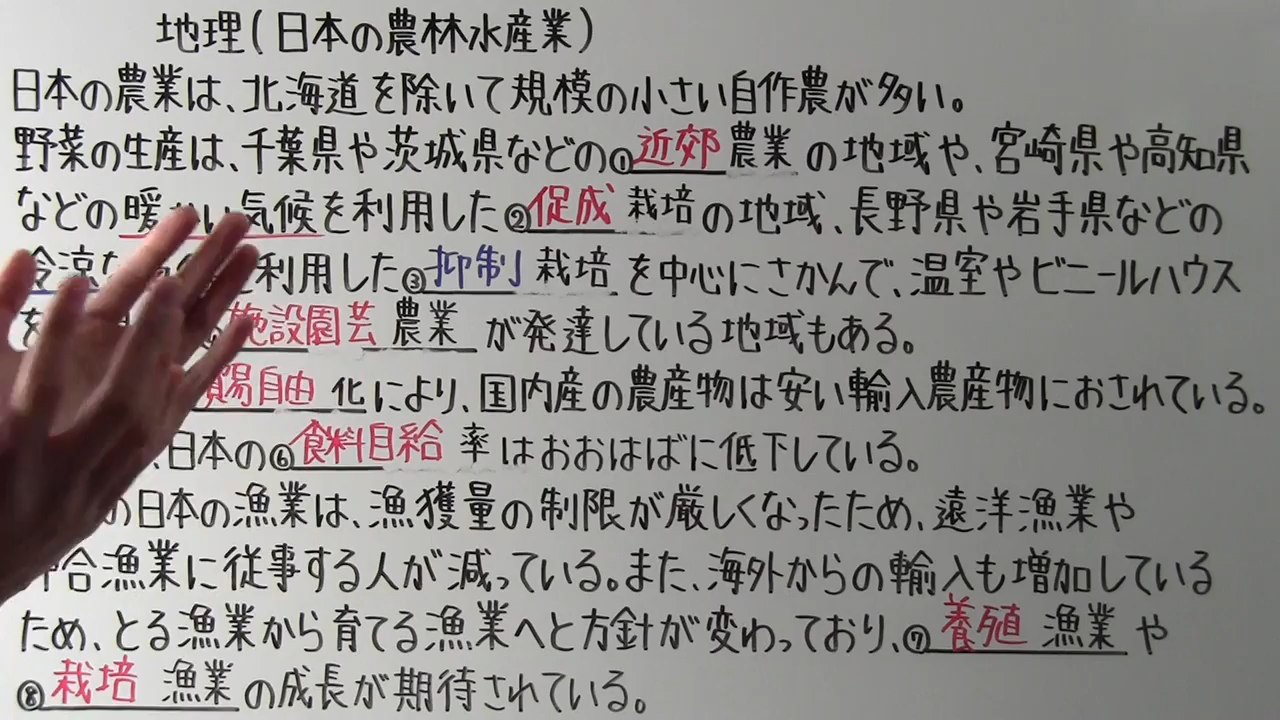 地理(日本の農林水産業)
日本の農業は、北海道を除いて規模の小さい自作農が多い。
野菜の生産は、千葉県や茨城県などの①近郊農業の地域や、宮崎県や高知県
などの暖かい気候を利用した②促成栽培の地域、長野県や岩手県などの
冷涼な利用した③抑制栽培を中心にさかんで、温室やビニールハウス
を施設園芸農業が発達している地域もある。
貿易自由化により、国内産の農産物は安い輸入農産物におされている。
、日本の⑥食料自給率はおおはばに低下している。
の日本の漁業は、漁獲量の制限が厳しくなったため、遠洋漁業や
沖合漁業に従事する人が減っている。また、海外からの輸入も増加している
ため、とる漁業から育てる漁業へと方針が変わっており、⑦養殖漁業や
⑧栽培漁業の成長が期待されている。